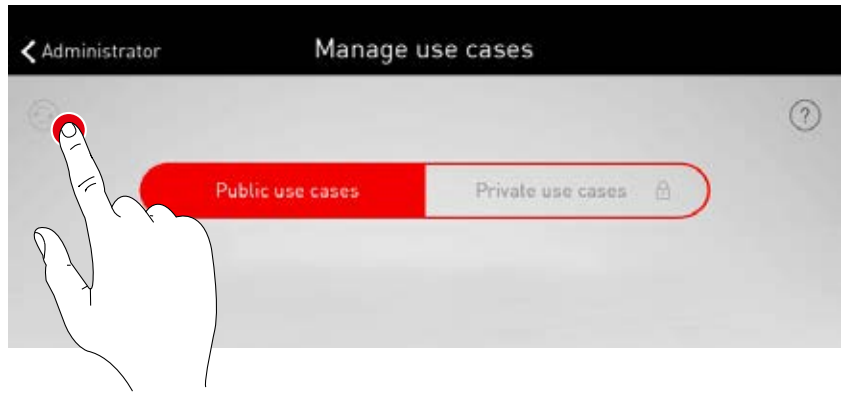 Administrator
Manage use cases
?
Public use cases
Private use cases